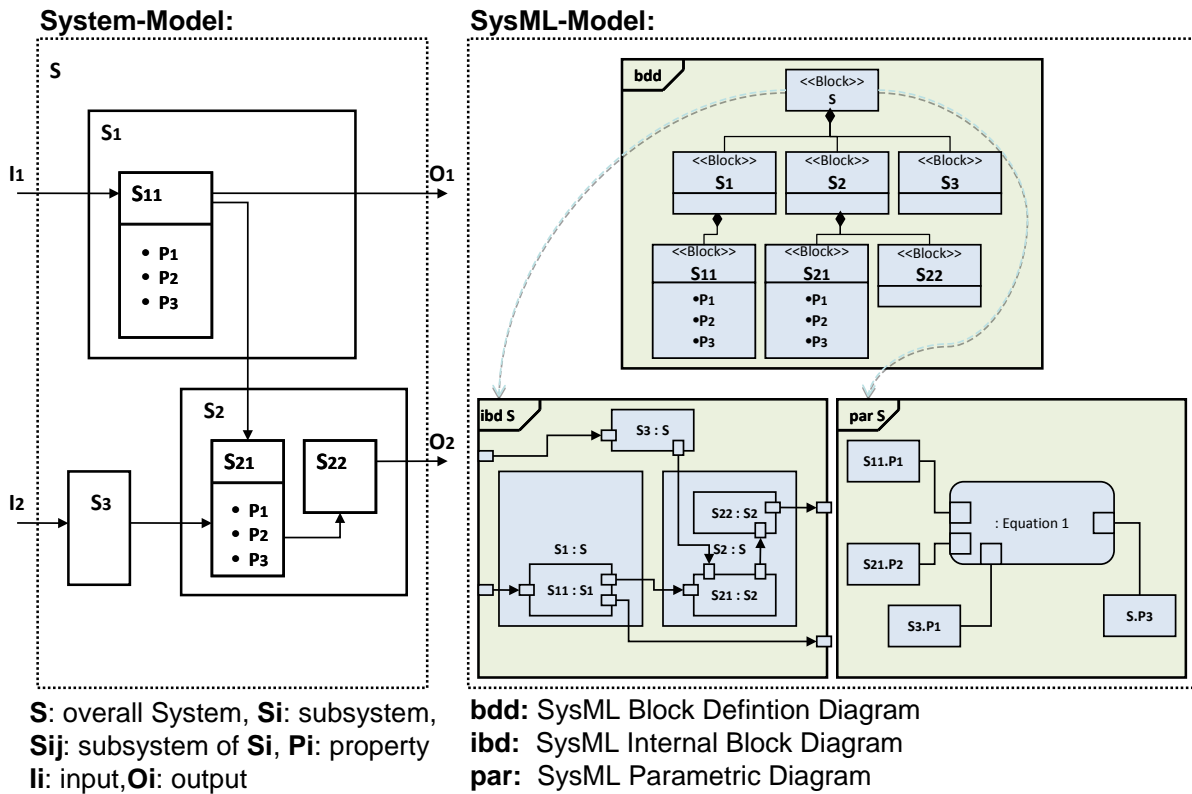 System-Model:
S
S1
I1
S11
O1
• P1
• P2
• P3
S2
S21
S22
O2
I2
S3
• P1
• P2
• P3
S: overall System, Si: subsystem,
Sij: subsystem of Si, Pi: property
Ii: input,Oi: output
SysML-Model:
bdd
<<Block>>
S
<<Block>>
S1
<<Block>>
S2
<<Block>>
S3
<<Block>>
S11
•P1
•P2
•P3
<<Block>>
S21
•P1
•P2
•P3
<<Block>>
S22
ibd S
S3 : S
S22 : S2
S1 : S
S2 : S
S11 : S1
S21 : S2
par S
S11.P1
: Equation 1
S21.P2
S3.P1
S.P3
bdd: SysML Block Defintion Diagram
ibd: SysML Internal Block Diagram
par: SysML Parametric Diagram